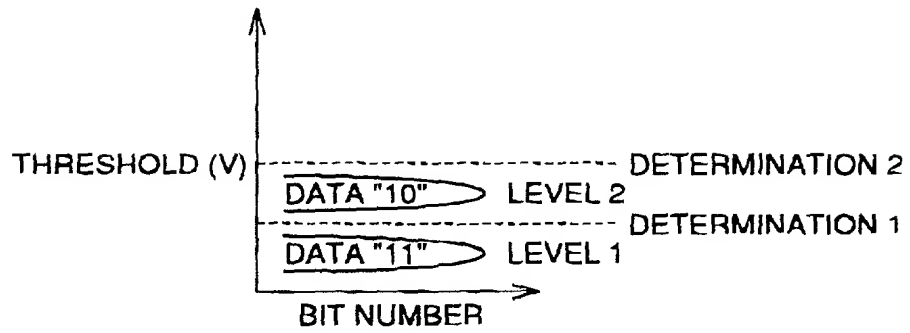 THRESHOLD (V)
DETERMINATION 2
DATA "10"
LEVEL 2
DETERMINATION 1
DATA "11"
LEVEL 1
BIT NUMBER